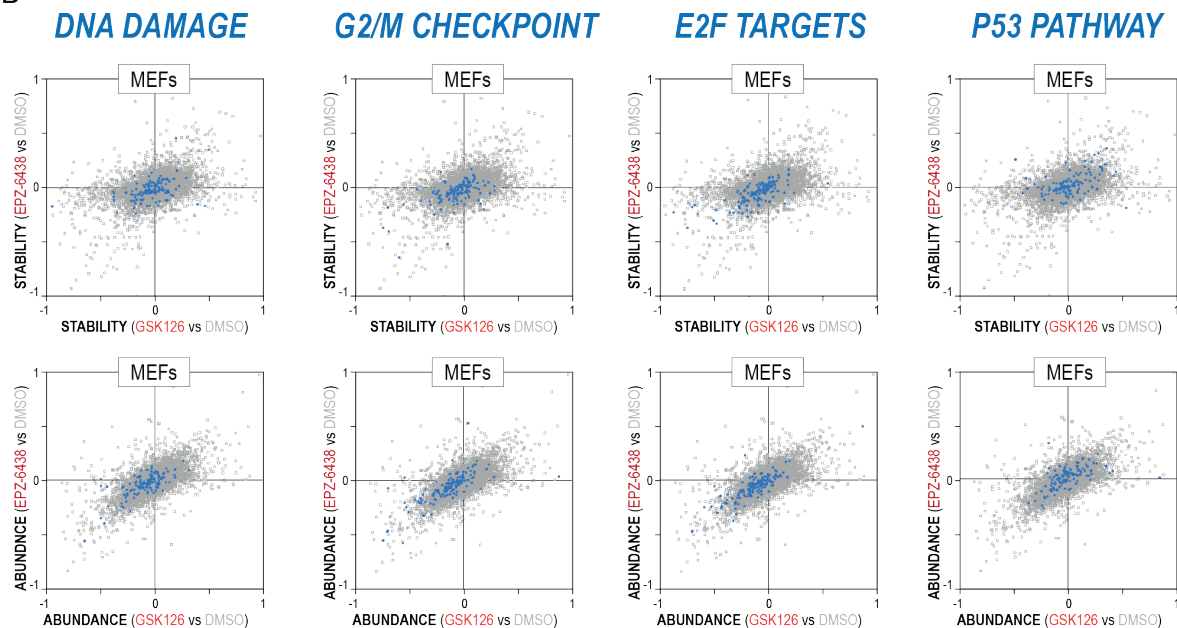 DNA DAMAGE
G2/M CHECKPOINT
E2F TARGETS
P53 PATHWAY
MEFs
1
0
-1
STABILITY (EPZ-6438 vs DMSO)
-1
0
1
STABILITY (GSK126 vs DMSO)
MEFs
1
0
-1
STABILITY (EPZ-6438 vs DMSO)
-1
0
1
STABILITY (GSK126 vs DMSO)
MEFs
1
0
-1
STABILITY (EPZ-6438 vs DMSO)
-1
0
1
STABILITY (GSK126 vs DMSO)
MEFs
1
0
-1
STABILITY (EPZ-6438 vs DMSO)
-1
0
1
STABILITY (GSK126 vs DMSO)
MEFs
1
0
-1
ABUNDNCE (EPZ-6438 vs DMSO)
-1
0
1
ABUNDANCE (GSK126 vs DMSO)
MEFs
1
0
-1
ABUNDANCE (EPZ-6438 vs DMSO)
-1
0
1
ABUNDANCE (GSK126 vs DMSO)
MEFs
1
0
-1
ABUNDANCE (EPZ-6438 vs DMSO)
-1
0
1
ABUNDANCE (GSK126 vs DMSO)
MEFs
1
0
-1
ABUNDANCE (EPZ-6438 vs DMSO)
-1
0
1
ABUNDANCE (GSK126 vs DMSO)